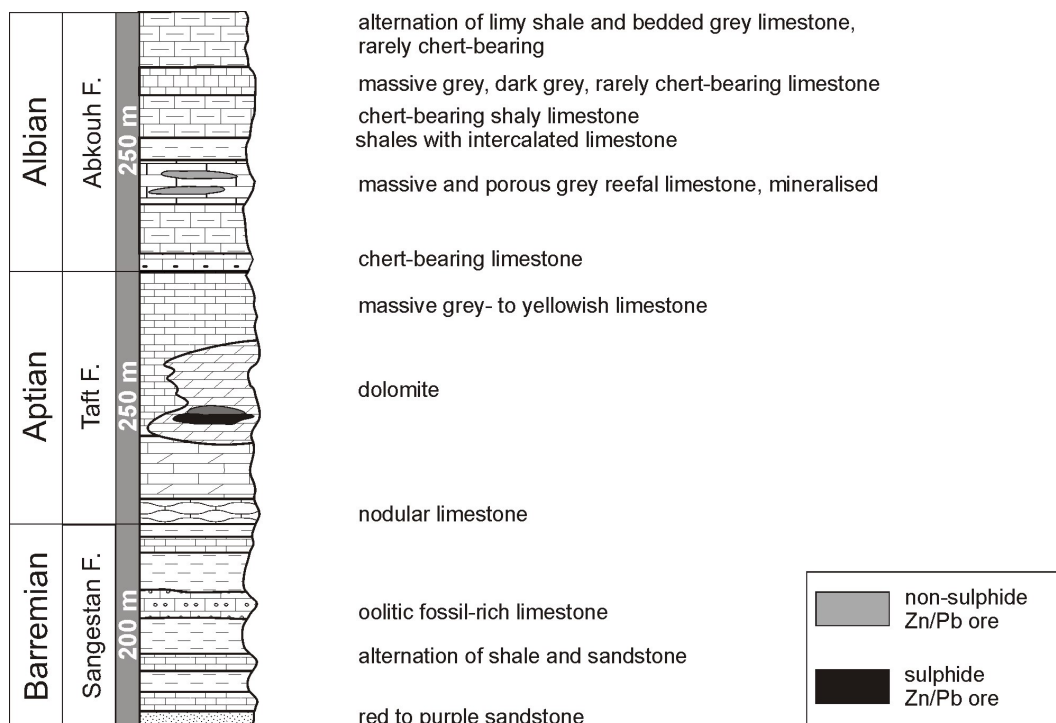 alternation of limy shale and bedded grey limestone,
rarely chert-bearing
massive grey, dark grey, rarely chert-bearing limestone
chert-bearing shaly limestone
shales with intercalated limestone
massive and porous grey reefal limestone, mineralised
chert-bearing limestone
Albian
Abkouh F.
250 m
massive grey- to yellowish limestone
dolomite
nodular limestone
Aptian
Taft F.
250 m
oolitic fossil-rich limestone
alternation of shale and sandstone
red to purple sandstone
Barremian
Sangestan F.
200 m
non-sulphide
Zn/Pb ore
sulphide
Zn/Pb ore